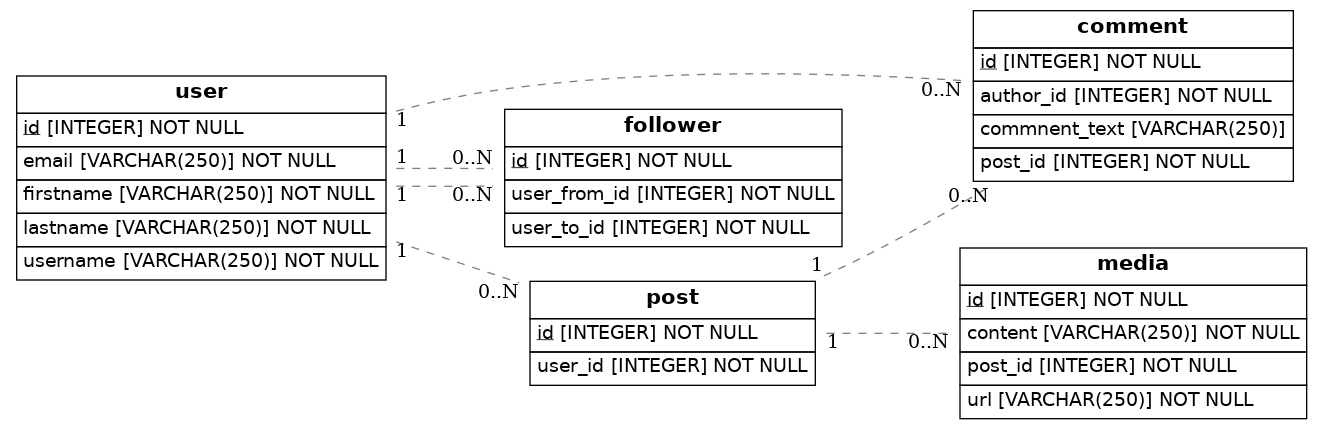 user
id [INTEGER] NOT NULL
email [VARCHAR(250)] NOT NULL
firstname [VARCHAR(250)] NOT NULL
lastname [VARCHAR(250)] NOT NULL
username [VARCHAR(250)] NOT NULL
1
1
1
1
0..N
0..N
0..N
0..N
follower
id [INTEGER] NOT NULL
user_from_id [INTEGER] NOT NULL
user_to_id [INTEGER] NOT NULL
post
id [INTEGER] NOT NULL
user_id [INTEGER] NOT NULL
1
0..N
1
0..N
comment
id [INTEGER] NOT NULL
author_id [INTEGER] NOT NULL
commnent_text [VARCHAR(250)]
post_id [INTEGER] NOT NULL
media
id [INTEGER] NOT NULL
content [VARCHAR(250)] NOT NULL
post_id [INTEGER] NOT NULL
url [VARCHAR(250)] NOT NULL